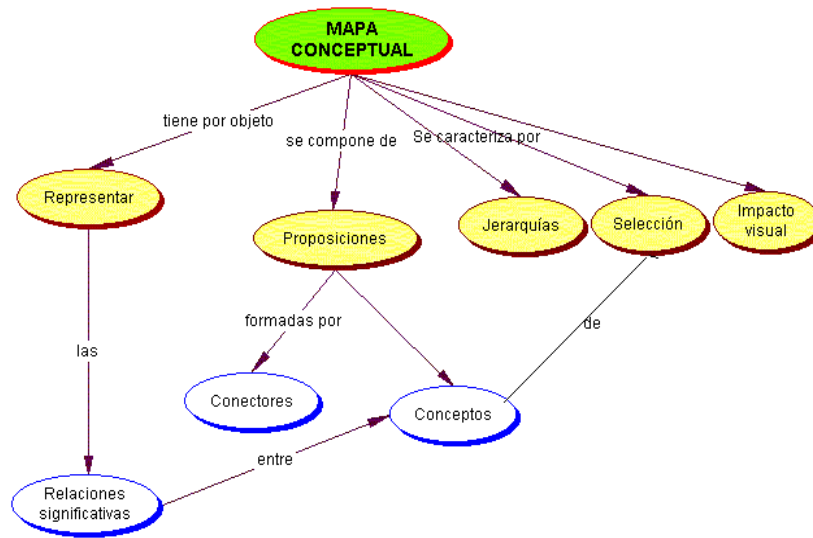 MAPA
CONCEPTUAL
tiene por objeto
se compone de
Se caracteriza por
Representar
Proposiciones
Jerarquías
Selección
Impacto
visual
formadas por
de
las
Conectores
Conceptos
entre
Relaciones
significativas